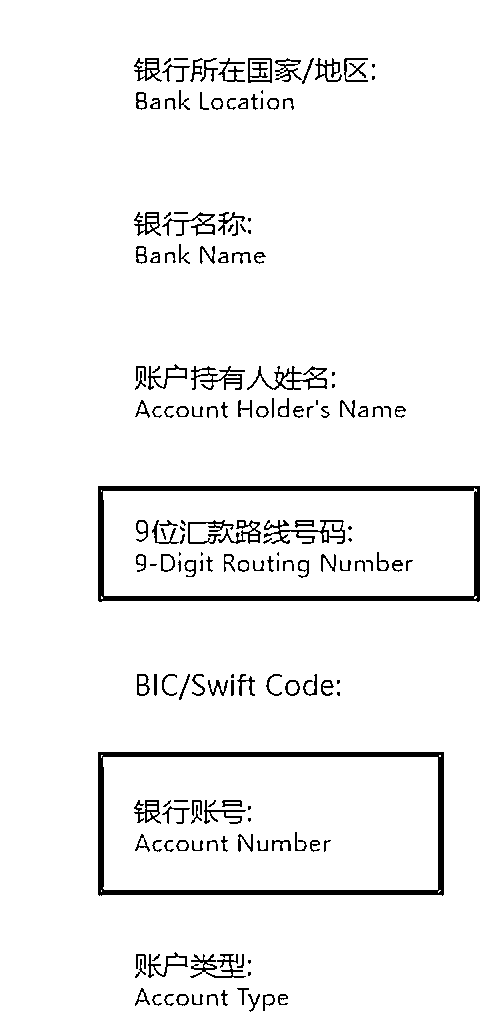 银行所在国家/地区:
Bank Location
银行名称:
Bank Name
账户持有人姓名:
Account Holder's Name
9位汇款路线号码:
9-Digit Routing Number
BIC/Swift Code:
银行账号:
Account Number
账户类型:
Account Type